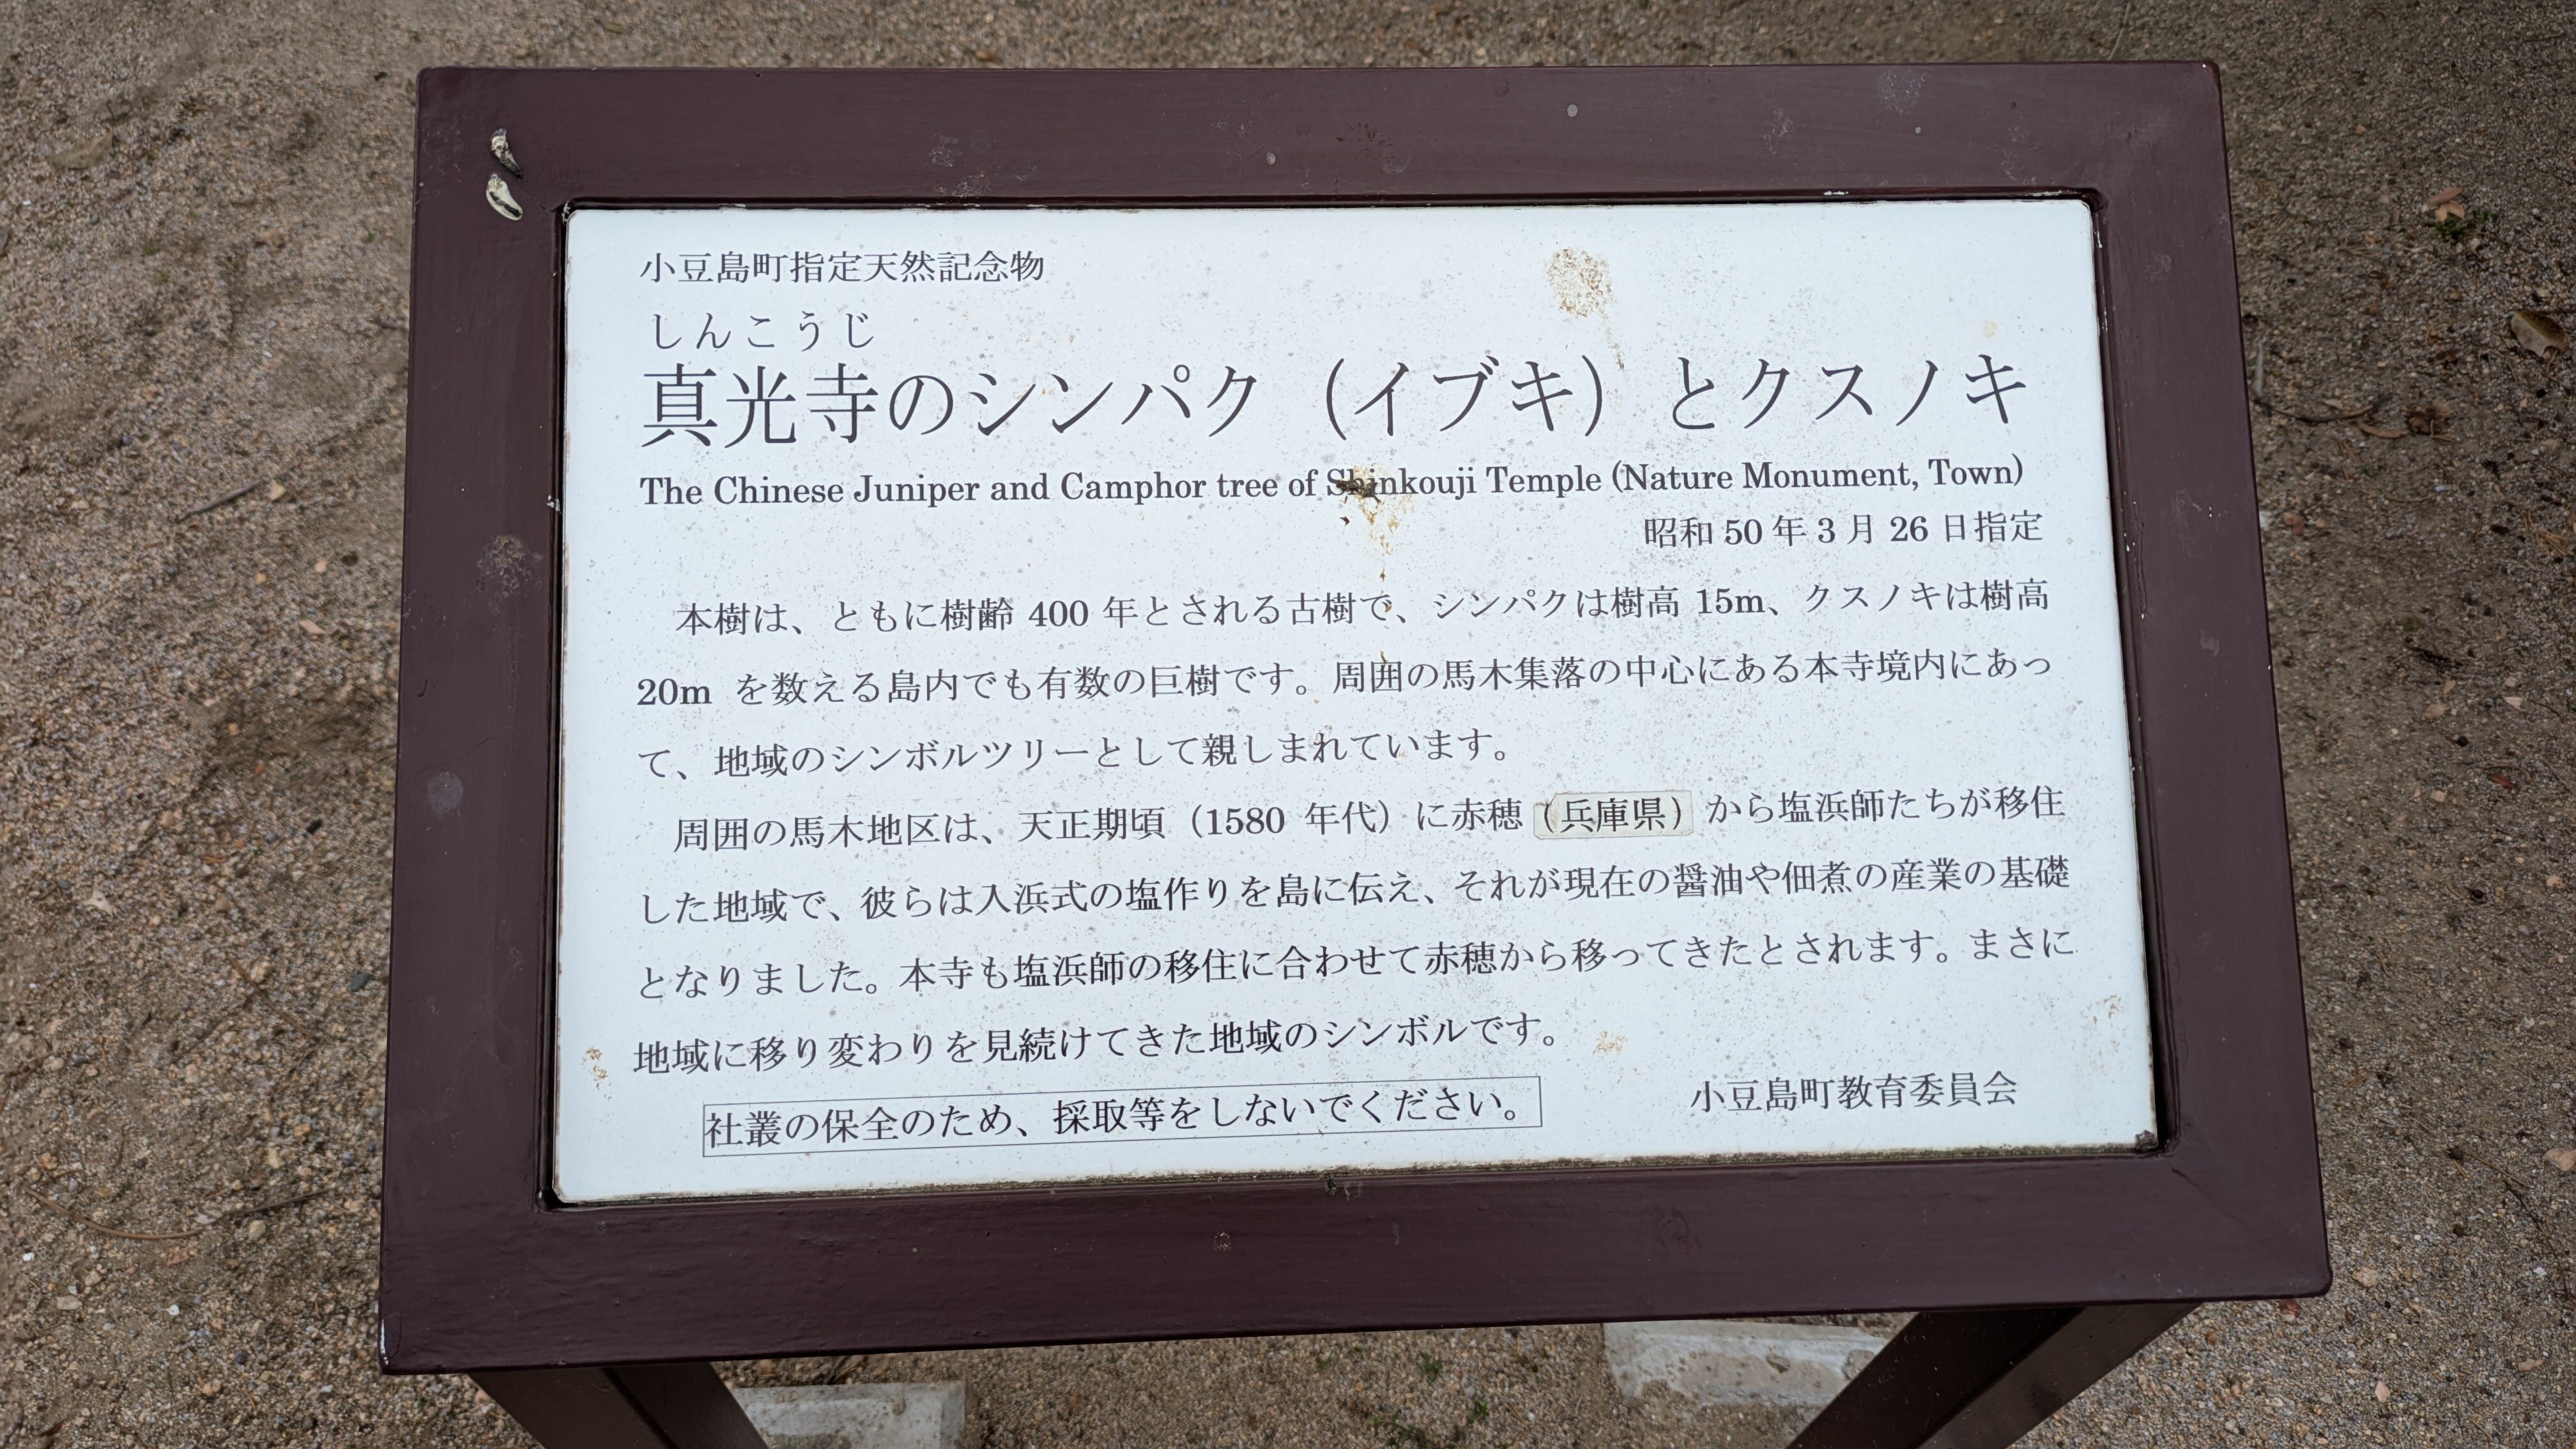 小豆島町指定天然記念物
しんこうじ
真光寺のシンパク（イブキ）とクスノキ
The Chinese Juniper and Camphor tree of Shinkouji Temple (Nature Monument, Town)
昭和 50 年 3 月 26 日指定
本樹は、ともに樹齢 400 年とされる古樹で、シンパクは樹高 15m、クスノキは樹高
20m を数える島内でも有数の巨樹です。周囲の馬木集落の中心にある本寺境内にあっ
て、地域のシンボルツリーとして親しまれています。
周囲の馬木地区は、天正期頃（1580 年代）に赤穂（兵庫県）から塩浜師たちが移住
した地域で、彼らは入浜式の塩作りを島に伝え、それが現在の醤油や佃煮の産業の基礎
となりました。本寺も塩浜師の移住に合わせて赤穂から移ってきたとされます。まさに
地域に移り変わりを見続けてきた地域のシンボルです。
社叢の保全のため、採取等をしないでください。
小豆島町教育委員会